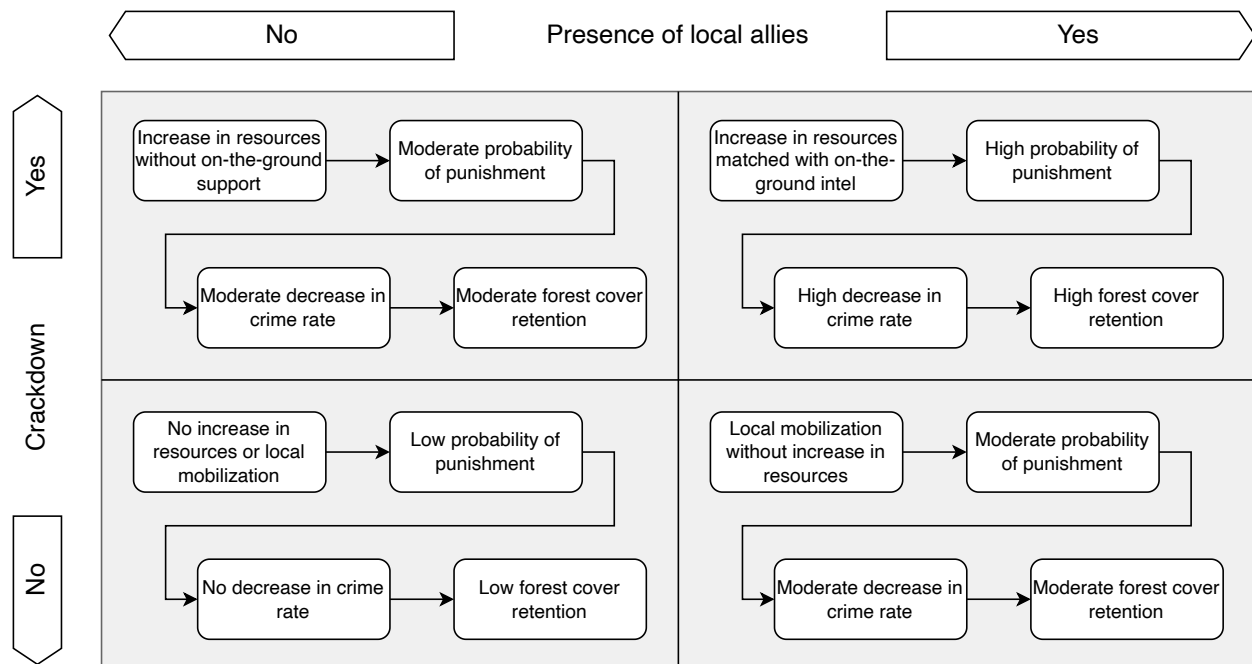 No
Presence of local allies
Yes
Yes
Crackdown
No
Increase in resources
without on-the-ground
support
Moderate probability
of punishment
Moderate decrease in
crime rate
Moderate forest cover
retention
Increase in resources
matched with on-the-
ground intel
High probability of
punishment
High decrease in
crime rate
High forest cover
retention
No increase in
resources or local
mobilization
Low probability of
punishment
No decrease in crime
rate
Low forest cover
retention
Local mobilization
without increase in
resources
Moderate probability
of punishment
Moderate decrease in
crime rate
Moderate forest cover
retention